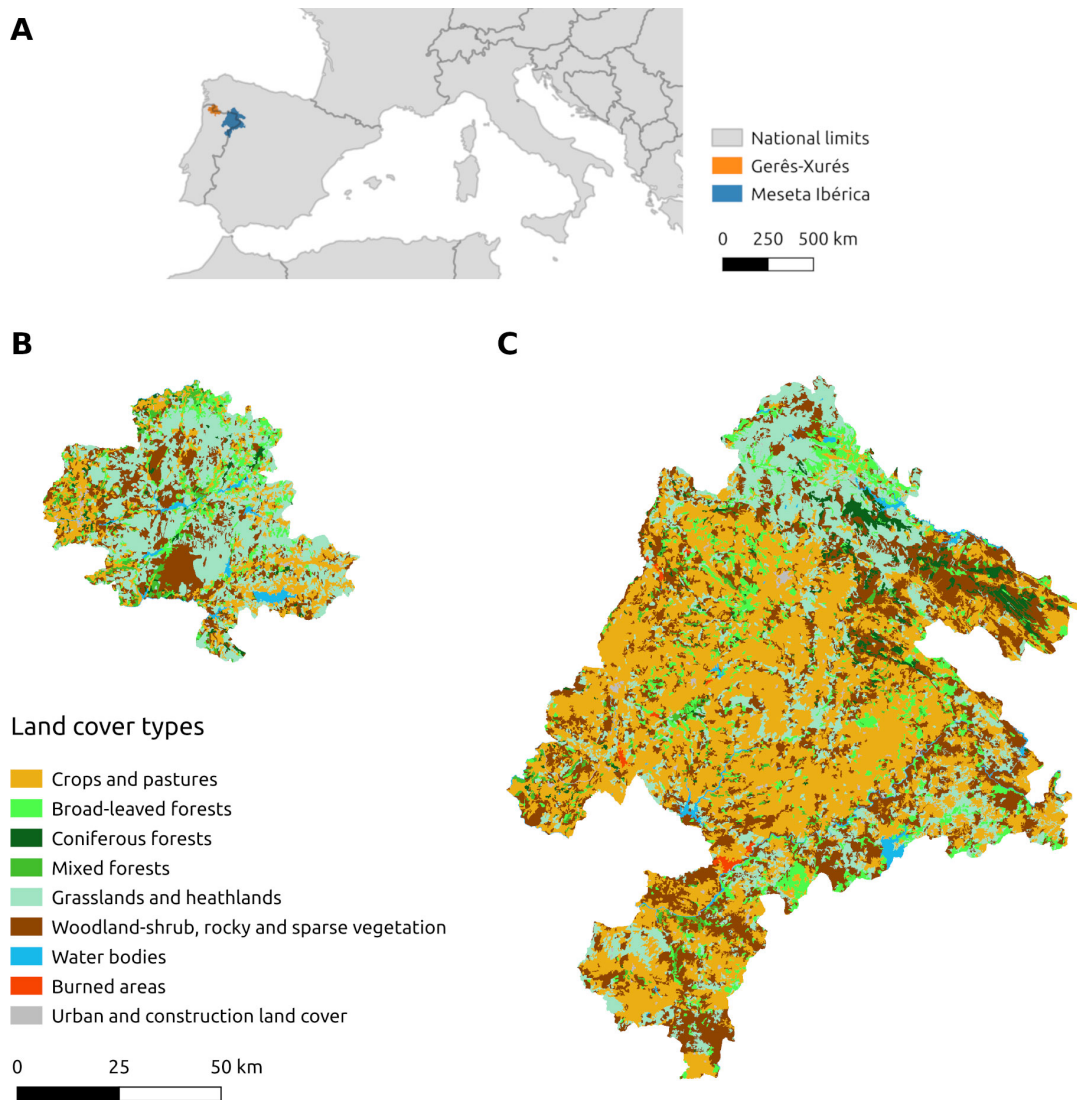 A
National limits
Gerês-Xurés
Meseta Ibérica
0 250 500 km
B
C
Land cover types
Crops and pastures
Broad-leaved forests
Coniferous forests
Mixed forests
Grasslands and heathlands
Woodland-shrub, rocky and sparse vegetation
Water bodies
Burned areas
Urban and construction land cover
0 25 50 km